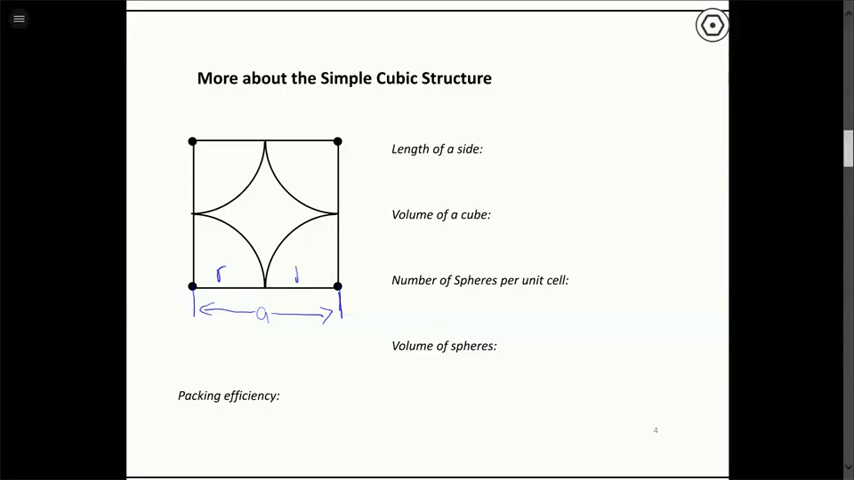 More about the Simple Cubic Structure
Length of a side:
Volume of a cube:
r
Number of Spheres per unit cell:
a
Volume of spheres:
Packing efficiency:
4